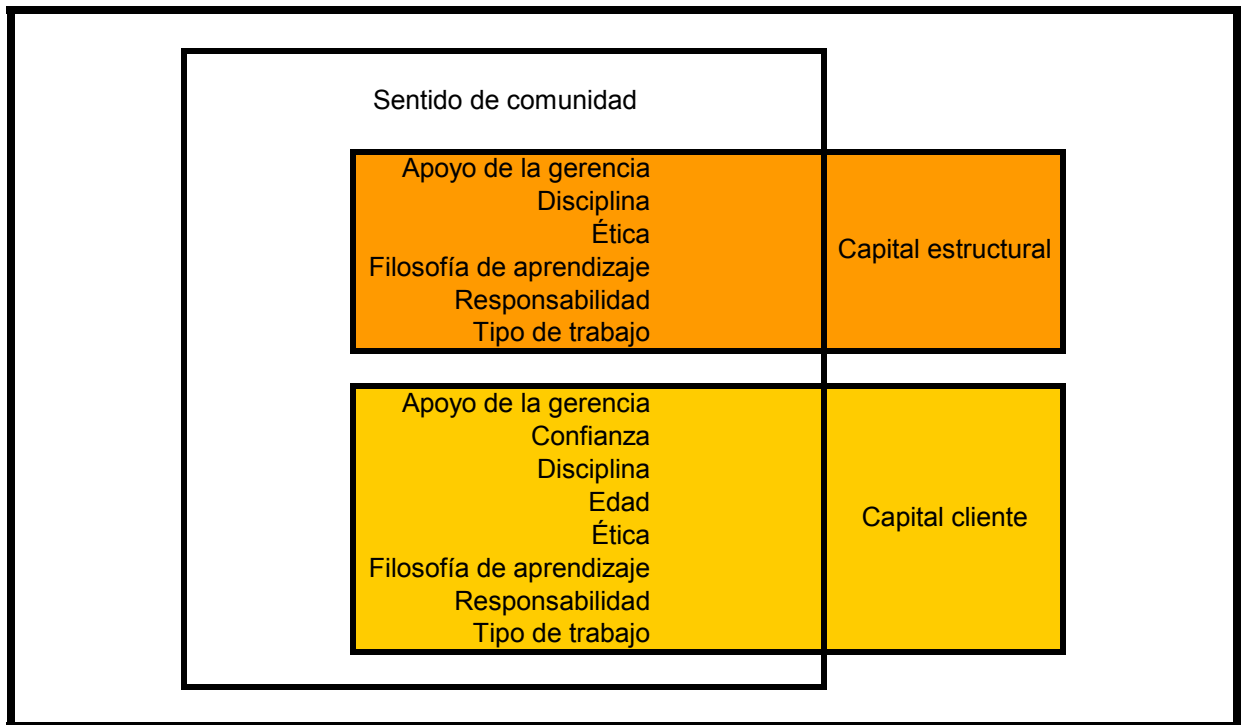 Sentido de comunidad
Apoyo de la gerencia
Disciplina
Ética
Filosofía de aprendizaje
Responsabilidad
Tipo de trabajo
Capital estructural
Apoyo de la gerencia
Confianza
Disciplina
Edad
Ética
Filosofía de aprendizaje
Responsabilidad
Tipo de trabajo
Capital cliente